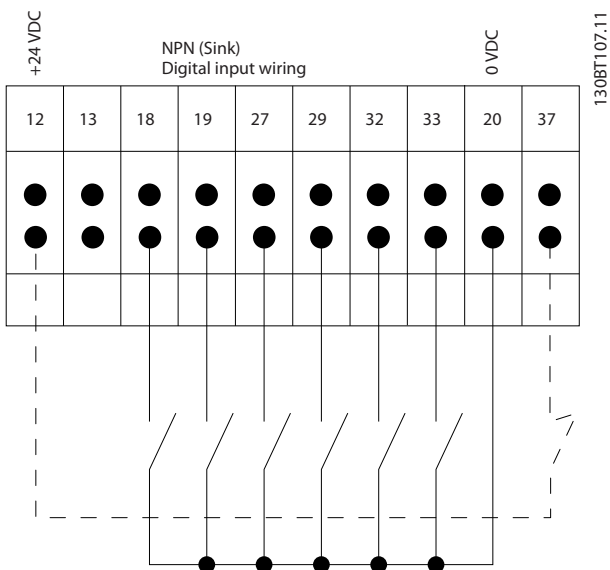 +24 VDC
NPN (Sink)
Digital input wiring
0 VDC
130BT107.11
12 13 18 19 27 29 32 33 20 37